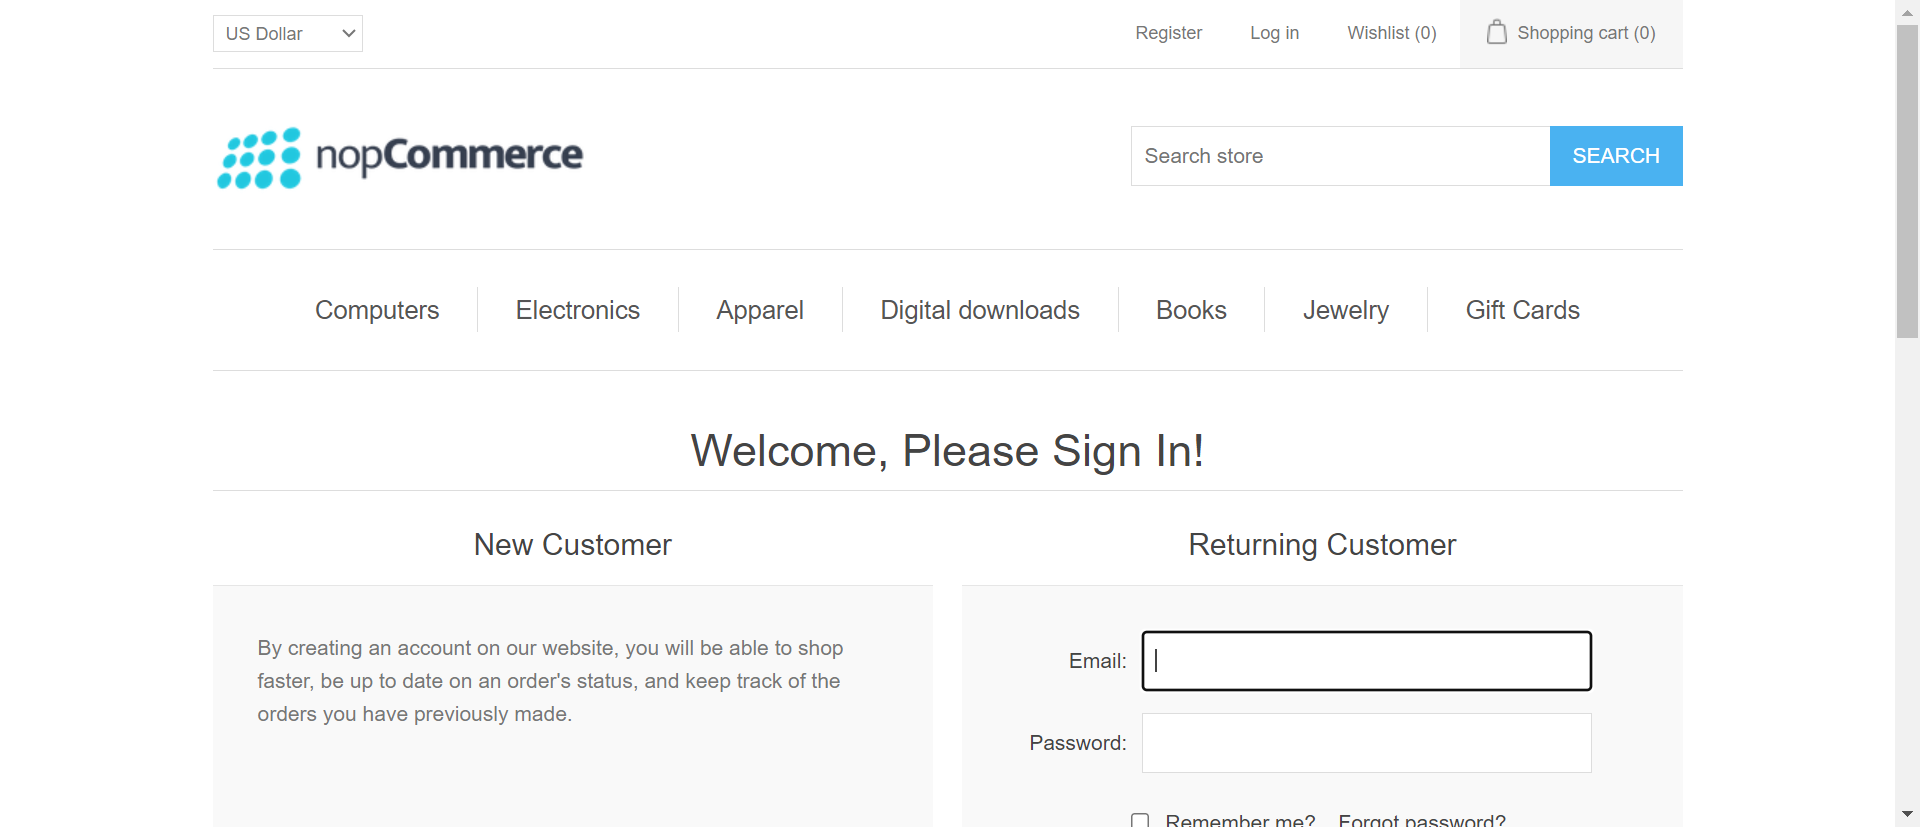 US Dollar
Register
Log in
Wishlist (0)
Shopping cart (0)
nopCommerce
Search store
SEARCH
Computers
Electronics
Apparel
Digital downloads
Books
Jewelry
Gift Cards
Welcome, Please Sign In!
New Customer
By creating an account on our website, you will be able to shop
faster, be up to date on an order's status, and keep track of the
orders you have previously made.
Returning Customer
Email:
Password:
Remember me?
Forgot password?